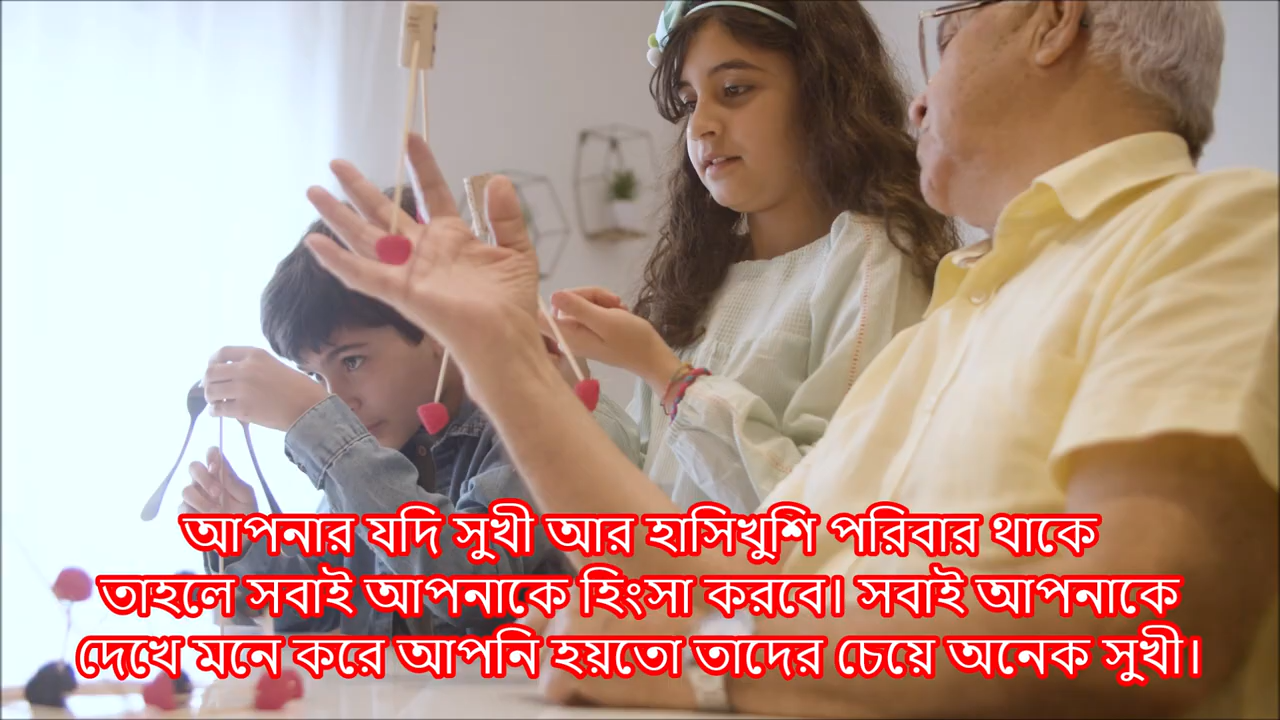 আপনার যদি সুখী আর হাসিখুশি পরিবার থাকে
তাহলে সবাই আপনাকে হিংসা করবে। সবাই আপনাকে
দেখে মনে করে আপনি হয়তো তাদের চেয়ে অনেক সুখী।